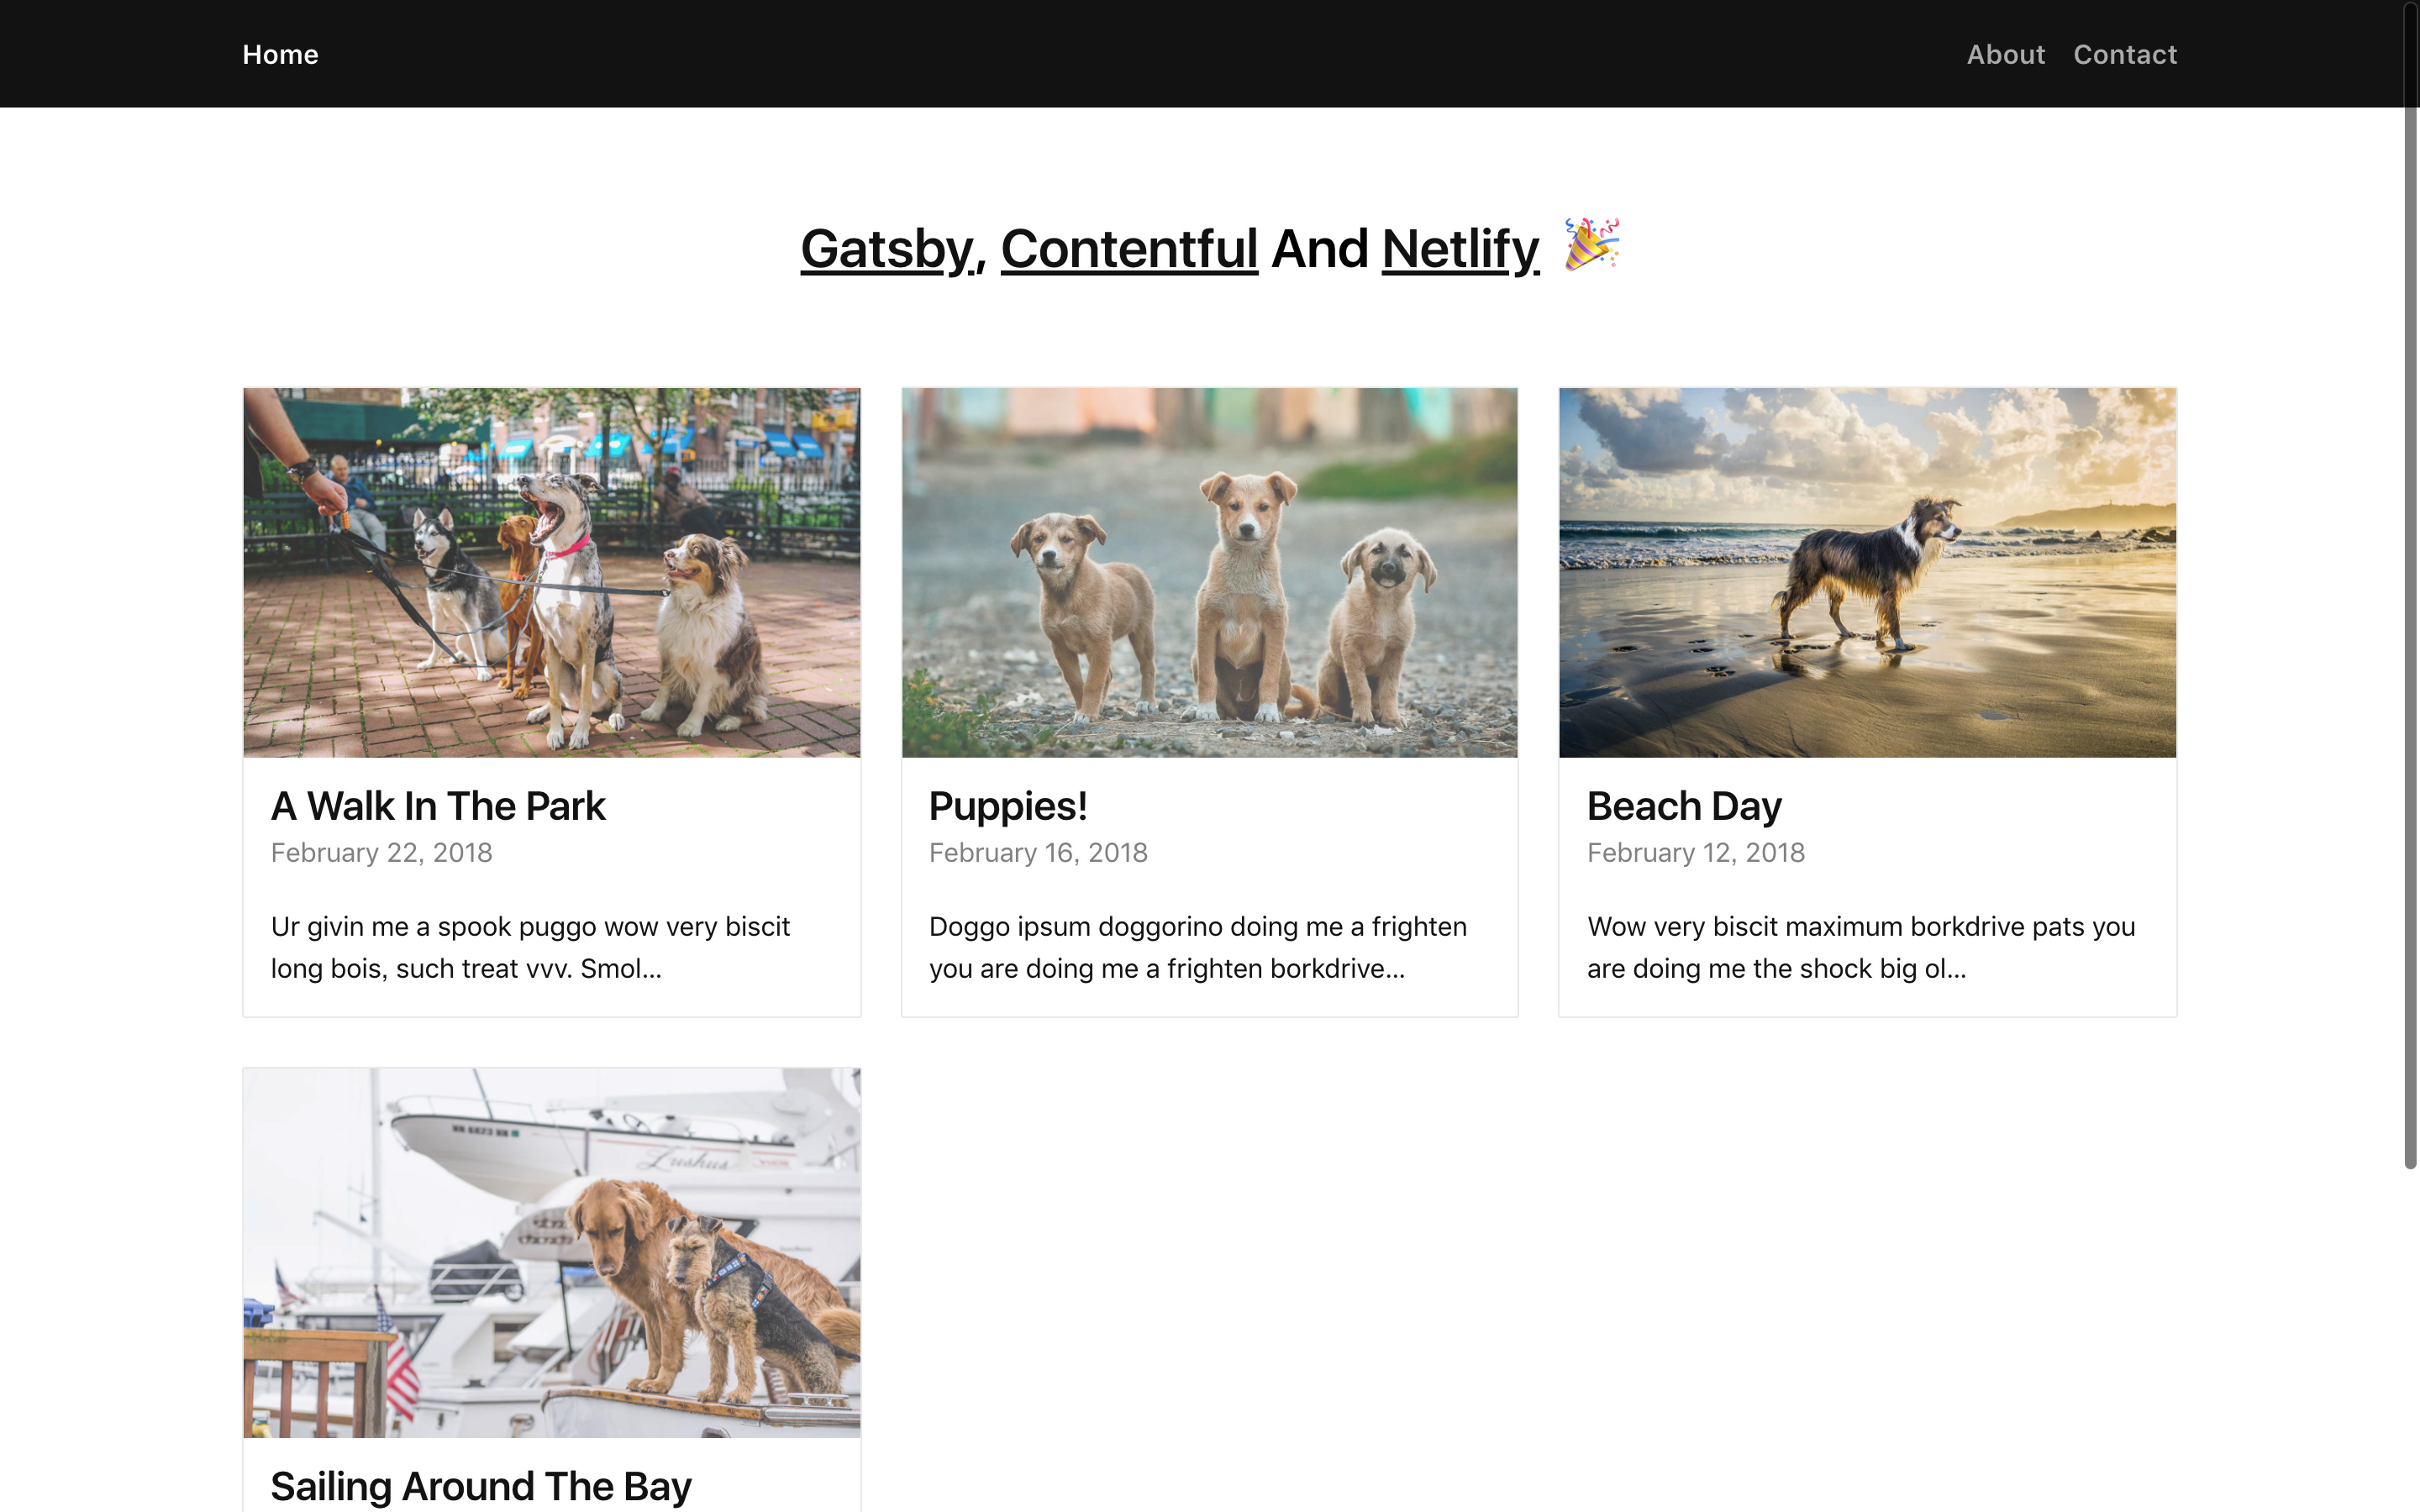 Home
About Contact
Gatsby, Contentful And Netlify 🎉
A Walk In The Park
February 22, 2018
Ur givin me a spook puggo wow very biscit
long bois, such treat vvv. Smol…
Puppies!
February 16, 2018
Doggo ipsum doggorino doing me a frighten
you are doing me a frighten borkdrive…
Beach Day
February 12, 2018
Wow very biscit maximum borkdrive pats you
are doing me the shock big ol…
Lushus
Sailing Around The Bay